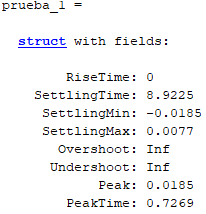 prueba_1 =
struct with fields:
RiseTime: 0
SettlingTime: 8.9225
SettlingMin: -0.0185
SettlingMax: 0.0077
Overshoot: Inf
Undershoot: Inf
Peak: 0.0185
PeakTime: 0.7269